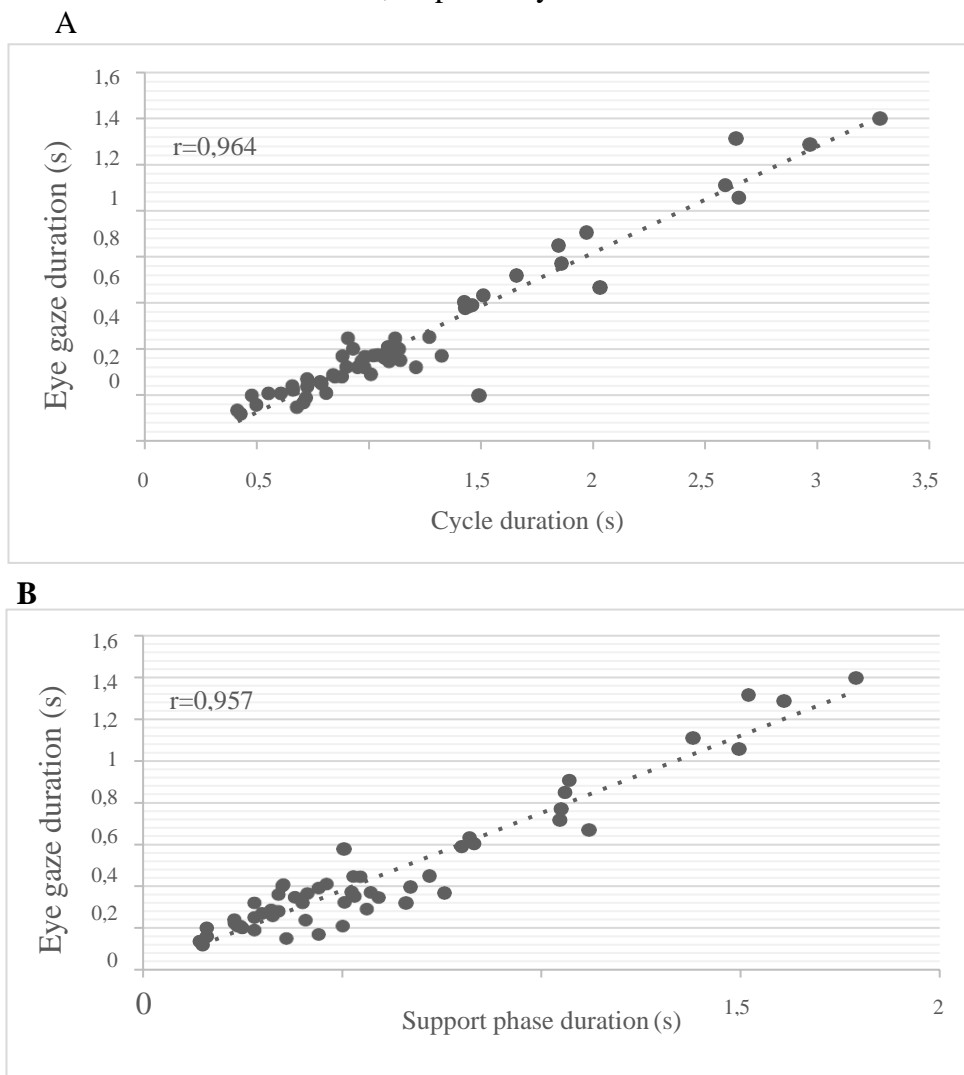 A
1,6
1,4
r=0,964
1,2
1
0,8
0,6
0,4
0,2
0
Eye gaze duration (s)
0 0,5 1,5 2 2,5 3 3,5
Cycle duration (s)
B
1,6
1,4
r=0,957
1,2
1
0,8
0,6
0,4
0,2
0
Eye gaze duration (s)
0 1,5 2
Support phase duration (s)